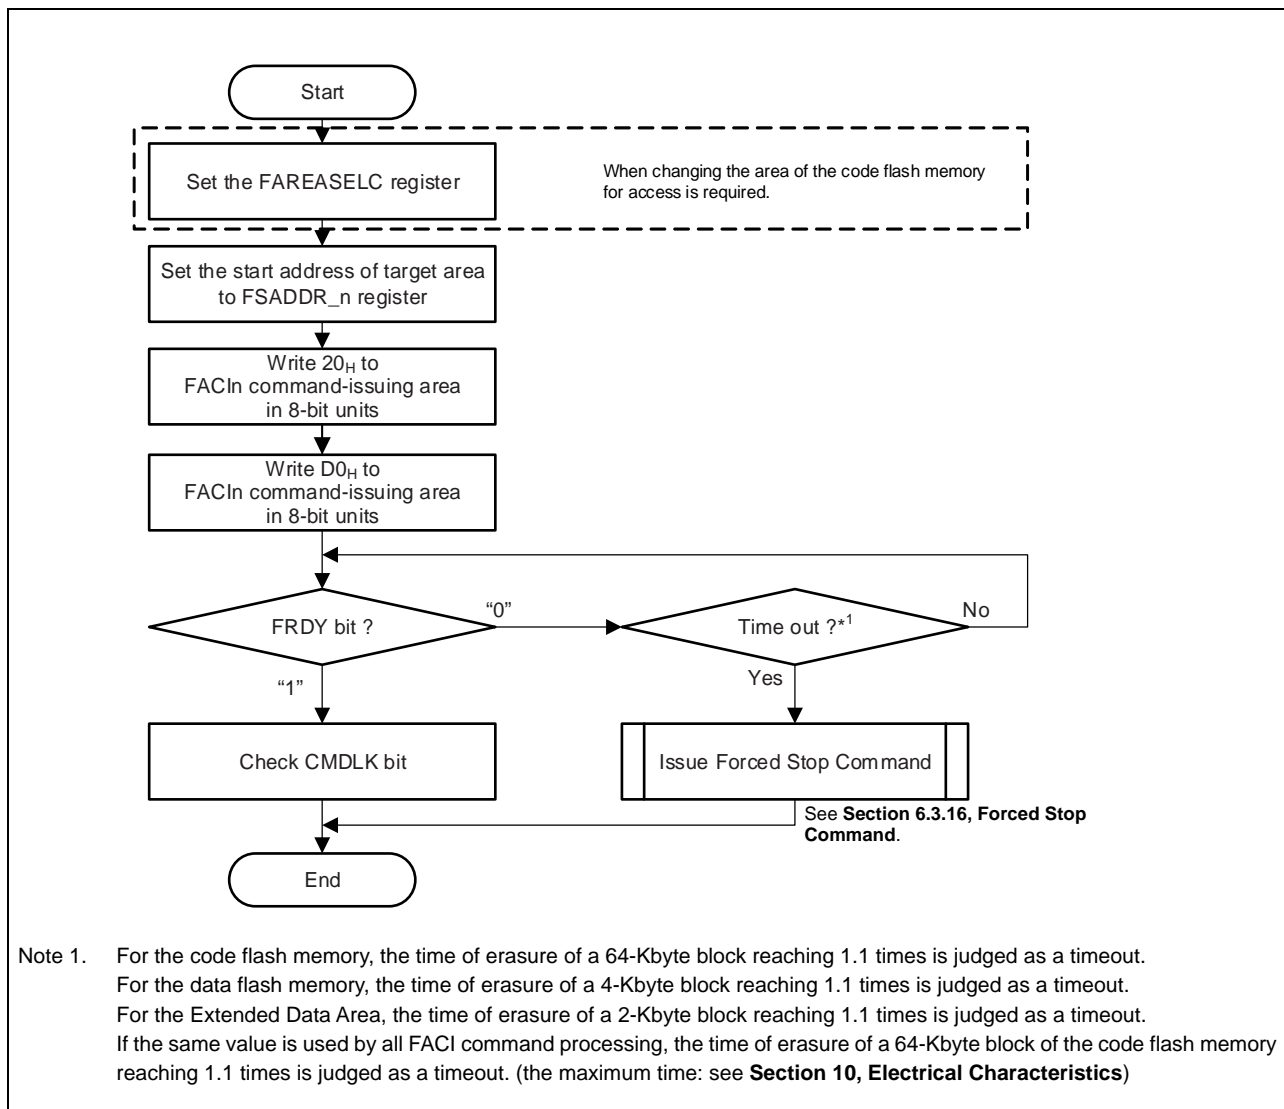 Start
Set the FAREASELC register
When changing the area of the code flash memory
for access is required.
Set the start address of target area
to FSADDR_n register
Write 20H to
FACIn command-issuing area
in 8-bit units
Write D0H to
FACIn command-issuing area
in 8-bit units
FRDY bit ?
“0”
Time out ?*1
No
“1”
Yes
Check CMDLK bit
Issue Forced Stop Command
See Section 6.3.16, Forced Stop
Command.
End
Note 1. For the code flash memory, the time of erasure of a 64-Kbyte block reaching 1.1 times is judged as a timeout.
For the data flash memory, the time of erasure of a 4-Kbyte block reaching 1.1 times is judged as a timeout.
For the Extended Data Area, the time of erasure of a 2-Kbyte block reaching 1.1 times is judged as a timeout.
If the same value is used by all FACI command processing, the time of erasure of a 64-Kbyte block of the code flash memory
reaching 1.1 times is judged as a timeout. (the maximum time: see Section 10, Electrical Characteristics)